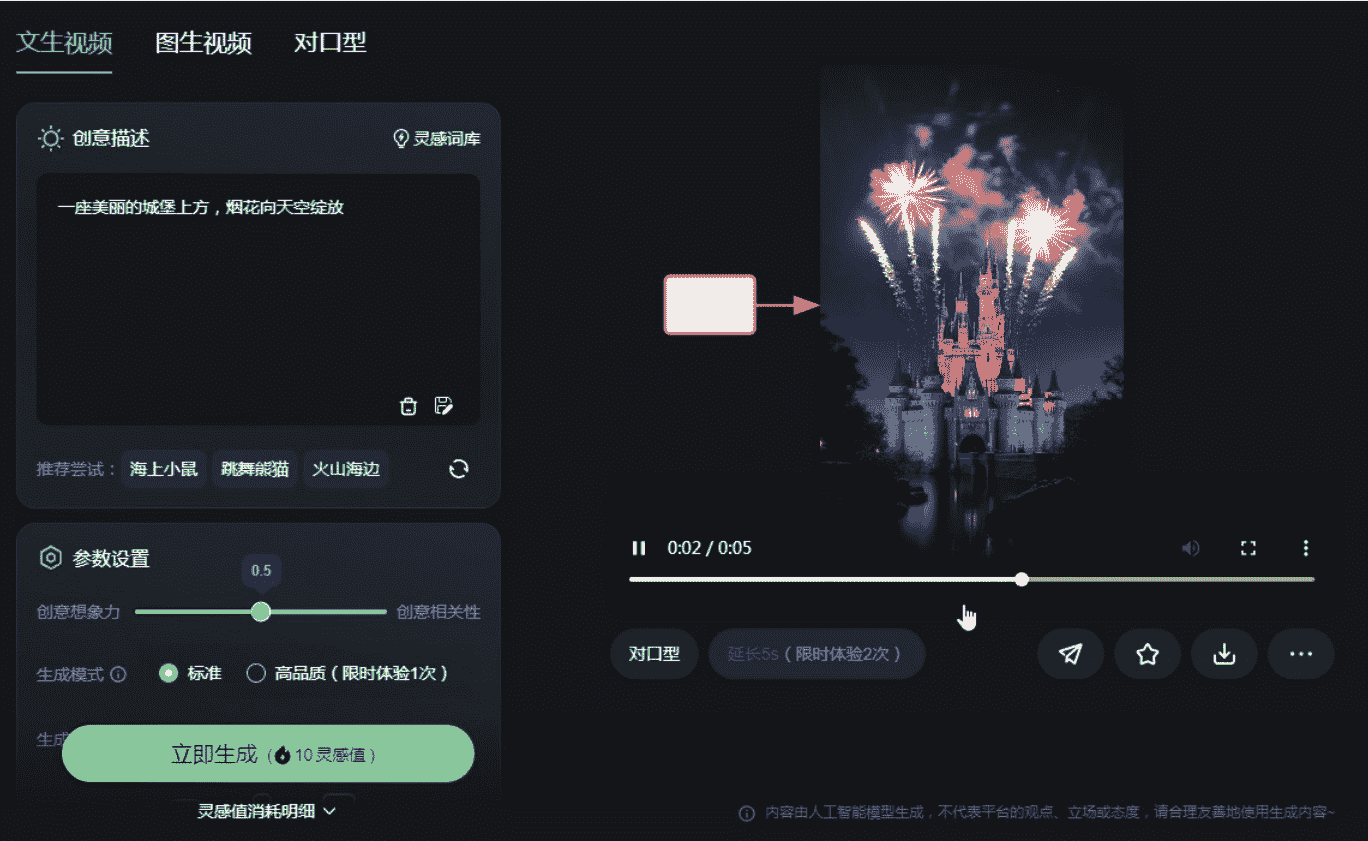 文生视频 图生视频 对口型
创意描述 灵感词库
一座美丽的城堡上方，烟花向天空绽放
推荐尝试： 海上小鼠 跳舞熊猫 火山海边
参数设置
0.5
创意想象力 创意相关性
生成模式 标准 高品质（限时体验1次）
生成
立即生成（10灵感值）
灵感值消耗明细
0:02 / 0:05
对口型 延长5s（限时体验2次）
内容由人工智能模型生成，不代表平台的观点、立场或态度，请合理友善地使用生成内容~